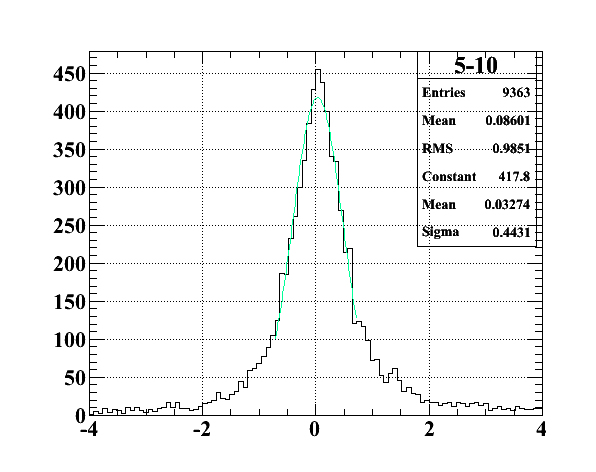 5-10
Entries 9363
Mean 0.08601
RMS 0.9851
Constant 417.8
Mean 0.03274
Sigma 0.4431
450
400
350
300
250
200
150
100
50
0
-4 -2 0 2 4